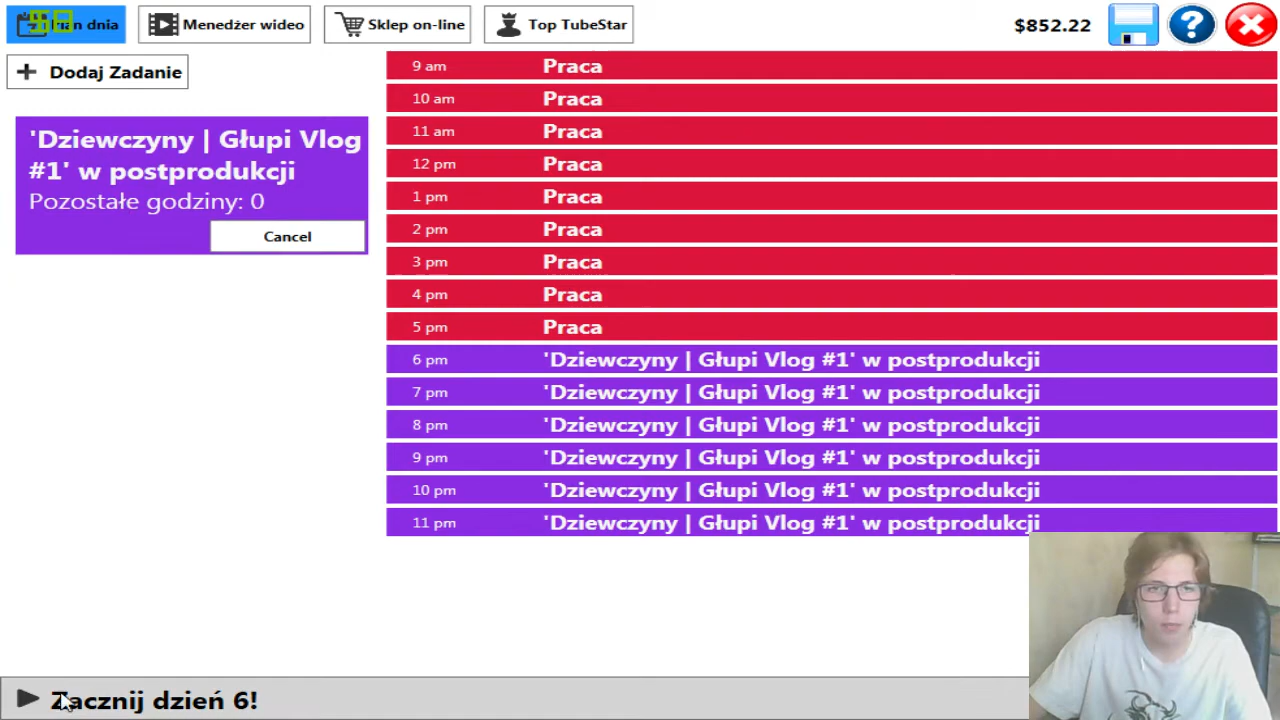 Plan dnia
Menedżer wideo
Sklep on-line
Top TubeStar
$852.22
?
+ Dodaj Zadanie
'Dziewczyny | Głupi Vlog
#1' w postprodukcji
Pozostałe godziny: 0
Cancel
9 am Praca
10 am Praca
11 am Praca
12 pm Praca
1 pm Praca
2 pm Praca
3 pm Praca
4 pm Praca
5 pm Praca
6 pm 'Dziewczyny | Głupi Vlog #1' w postprodukcji
7 pm 'Dziewczyny | Głupi Vlog #1' w postprodukcji
8 pm 'Dziewczyny | Głupi Vlog #1' w postprodukcji
9 pm 'Dziewczyny | Głupi Vlog #1' w postprodukcji
10 pm 'Dziewczyny | Głupi Vlog #1' w postprodukcji
11 pm 'Dziewczyny | Głupi Vlog #1' w postprodukcji
Zacznij dzień 6!